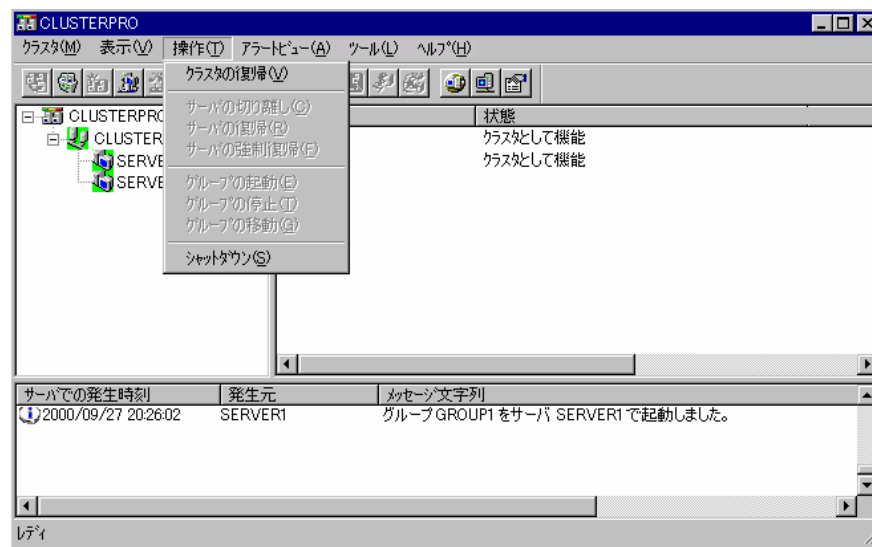 CLUSTERPRO
クラスタ(M) 表示(V) 操作(T) アラートビュー(A) ツール(L) ヘルプ(H)
クラスタの復帰(V)
サーバの切り離し(C)
サーバの復帰(R)
サーバの強制復帰(F)
グループの起動(E)
グループの停止(T)
グループの移動(G)
シャットダウン(S)
CLUSTERPRO
CLUSTER
SERVE
SERVE
状態
クラスタとして機能
クラスタとして機能
サーバでの発生時刻 発生元 メッセージ文字列
2000/09/27 20:26:02 SERVER1 グループ GROUP1 をサーバ SERVER1 で起動しました。
レディ